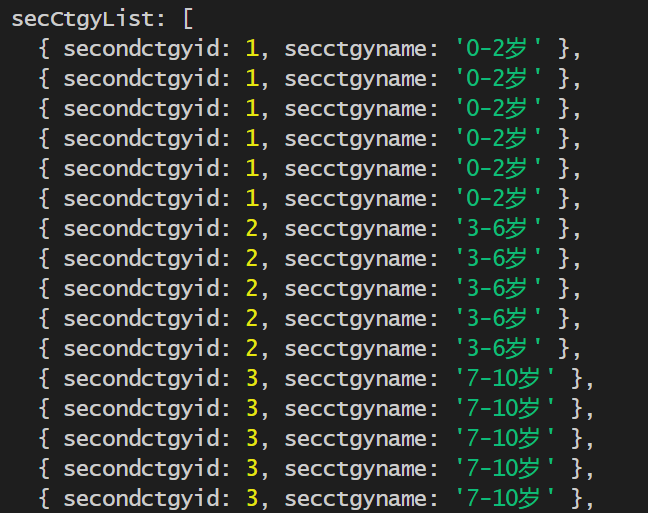 secCtgyList: [
{ secondctgyid: 1, secctgyname: '0-2岁' },
{ secondctgyid: 1, secctgyname: '0-2岁' },
{ secondctgyid: 1, secctgyname: '0-2岁' },
{ secondctgyid: 1, secctgyname: '0-2岁' },
{ secondctgyid: 1, secctgyname: '0-2岁' },
{ secondctgyid: 1, secctgyname: '0-2岁' },
{ secondctgyid: 2, secctgyname: '3-6岁' },
{ secondctgyid: 2, secctgyname: '3-6岁' },
{ secondctgyid: 2, secctgyname: '3-6岁' },
{ secondctgyid: 2, secctgyname: '3-6岁' },
{ secondctgyid: 2, secctgyname: '3-6岁' },
{ secondctgyid: 3, secctgyname: '7-10岁' },
{ secondctgyid: 3, secctgyname: '7-10岁' },
{ secondctgyid: 3, secctgyname: '7-10岁' },
{ secondctgyid: 3, secctgyname: '7-10岁' },
{ secondctgyid: 3, secctgyname: '7-10岁' },